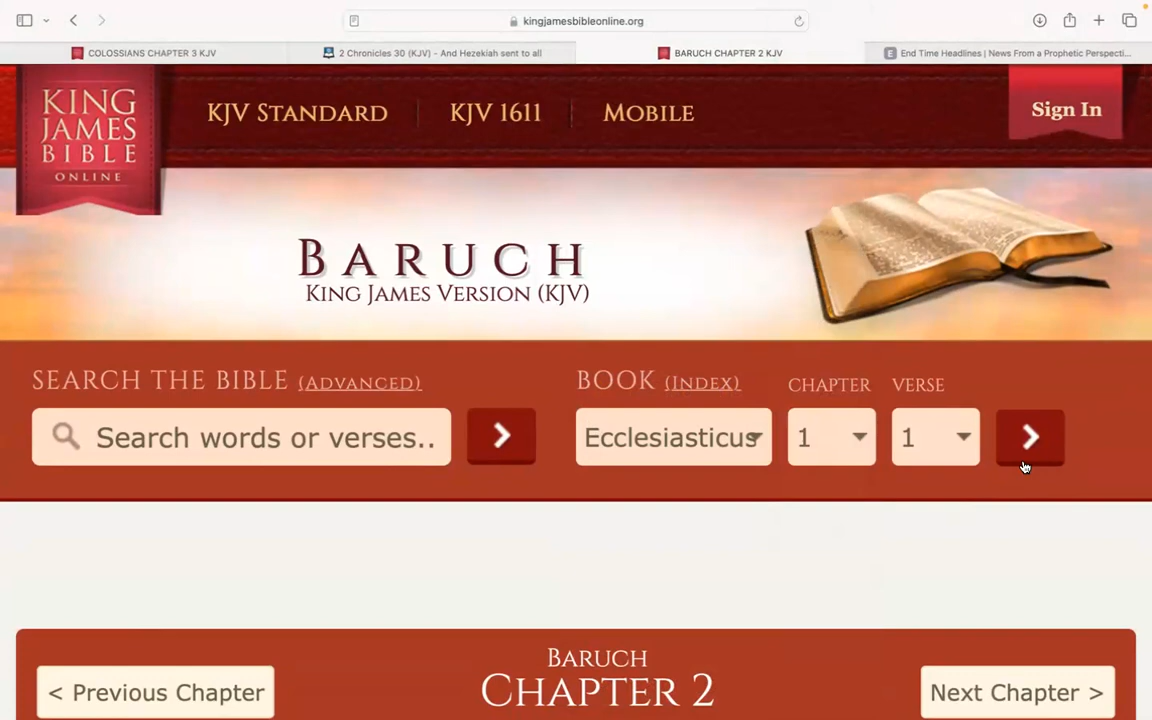 kingjamesbibleonline.org
COLOSSIANS CHAPTER 3 KJV
2 Chronicles 30 (KJV) - And Hezekiah sent to all
BARUCH CHAPTER 2 KJV
E
End Time Headlines | News From a Prophetic Perspecti...
KING
JAMES
BIBLE
ONLINE
KJV STANDARD
KJV 1611
MOBILE
Sign In
BARUCH
KING JAMES VERSION (KJV)
SEARCH THE BIBLE (ADVANCED)
BOOK (INDEX)
CHAPTER
VERSE
Search words or verses..
Ecclesiasticus
1
1
BARUCH
CHAPTER 2
< Previous Chapter
Next Chapter >